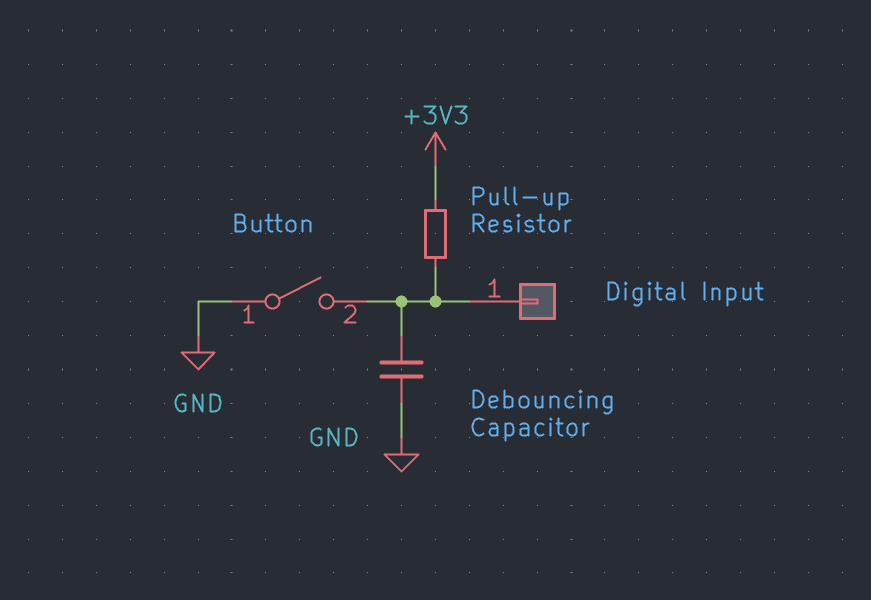 +3V3
Pull-up
Resistor
Button
1
2
1
Digital Input
GND
Debouncing
Capacitor
GND